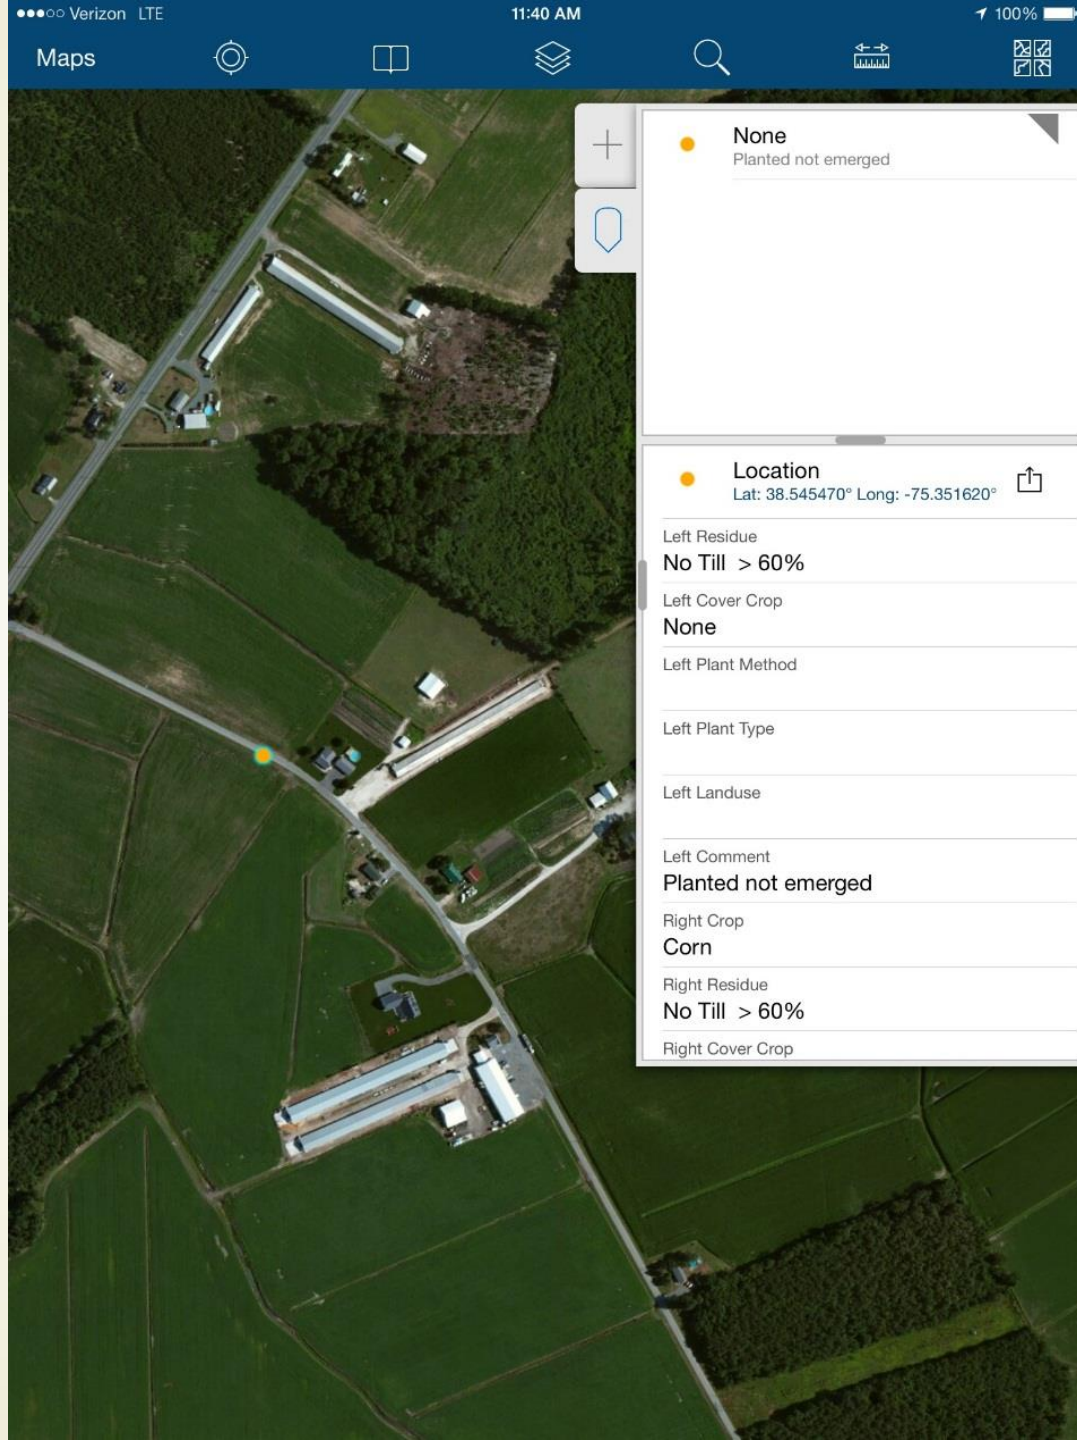 Verizon LTE
11:40 AM
100%
Maps
None
Planted not emerged
Location
Lat: 38.545470° Long: -75.351620°
Left Residue
No Till > 60%
Left Cover Crop
None
Left Plant Method
Left Plant Type
Left Landuse
Left Comment
Planted not emerged
Right Crop
Corn
Right Residue
No Till > 60%
Right Cover Crop